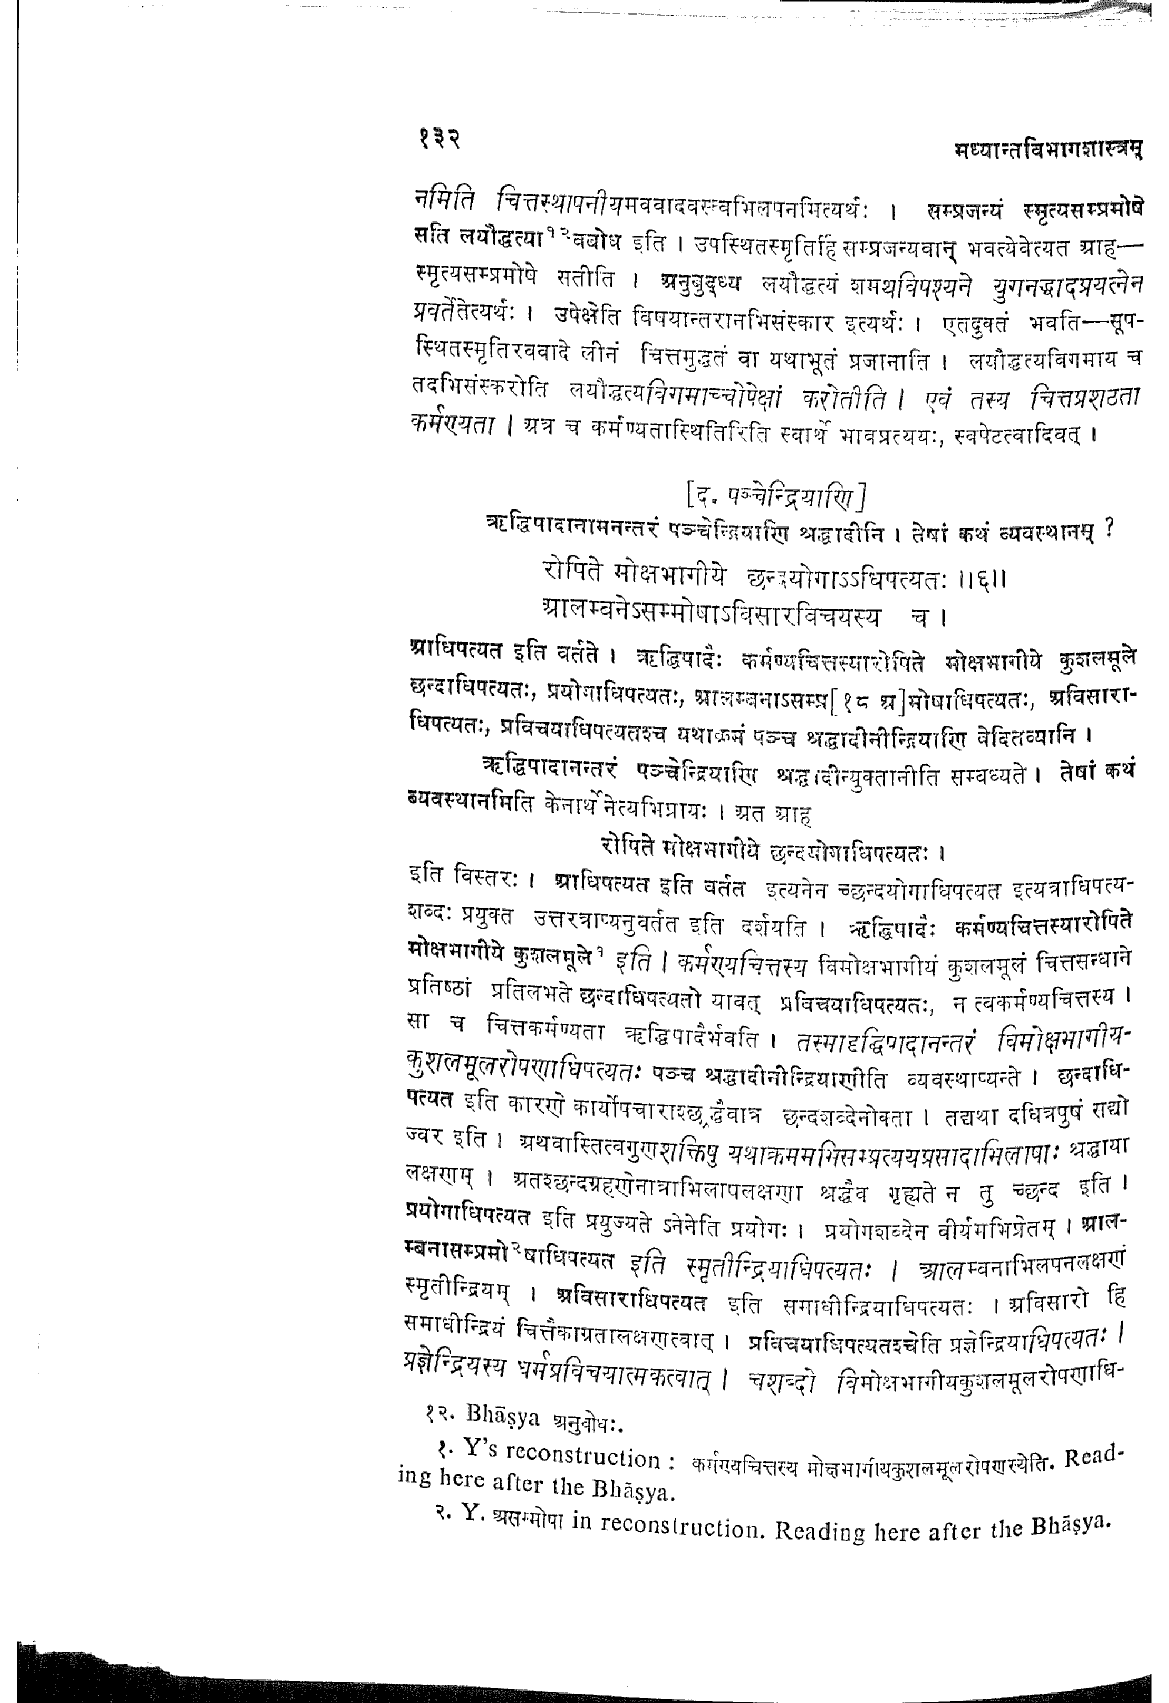 १३२ मध्यान्तविभागशास्त्रम्
नमिति चित्तस्थापनीयमववादवस्त्वभिलपनमित्यर्थः । सम्प्रजन्यं स्मृत्यसम्प्रमोषे
सति लयौद्धत्या१२वबोध इति । उपस्थितस्मृतिर्हि सम्प्रजन्यवान् भवत्येवेत्यत आह—
स्मृत्यसम्प्रमोषे सतीति । अनुबुद्ध्य लयौद्धत्यं शमथविपश्यने युगनद्धादप्रयत्नेन
प्रवर्तेतेत्यर्थः । उपेक्षेति विषयान्तरानभिसंस्कार इत्यर्थः । एतदुक्तं भवति—सूप-
स्थितस्मृतिरववादे लीनं चित्तमुद्धतं वा यथाभूतं प्रजानाति । लयौद्धत्यविगमाय च
तदभिसंस्करोति लयौद्धत्यविगमाच्चोपेक्षां करोतीति । एवं तस्य चित्तप्रशठता
कर्मण्यता । अत्र च कर्मण्यतास्थितिरिति स्वार्थे भावप्रत्ययः, स्वपेटत्वादिवत् ।
[द. पञ्चेन्द्रियाणि]
ऋद्धिपादानामनन्तरं पञ्चेन्द्रियाणि श्रद्धादीनि । तेषां कथं व्यवस्थानम् ?
रोपिते मोक्षभागीये छन्दयोगाऽऽधिपत्यतः ।।६।।
आलम्बनेऽसम्मोषाऽविसारविचयस्य च ।
आधिपत्यत इति वर्तते । ऋद्धिपादैः कर्मण्यचित्तस्यारोपिते मोक्षभागीये कुशलमूले
छन्दाधिपत्यतः, प्रयोगाधिपत्यतः, आलम्बनाऽसम्प्र[१८ अ]मोषाधिपत्यतः, अविसारा-
धिपत्यतः, प्रविचयाधिपत्यतश्च यथाक्रमं पञ्च श्रद्धादीनीन्द्रियाणि वेदितव्यानि ।
ऋद्धिपादानन्तरं पञ्चेन्द्रियाणि श्रद्धादीन्युक्तानीति सम्बध्यते । तेषां कथं
व्यवस्थानमिति केनार्थेनेत्यभिप्रायः । अत आह
रोपिते मोक्षभागीये छन्दयोगाधिपत्यतः ।
इति विस्तरः । आधिपत्यत इति वर्तत इत्यनेन च्छन्दयोगाधिपत्यत इत्यत्राधिपत्य-
शब्दः प्रयुक्त उत्तरत्राप्यनुवर्तत इति दर्शयति । ऋद्धिपादैः कर्मण्यचित्तस्यारोपिते
मोक्षभागीये कुशलमूले१ इति । कर्मण्यचित्तस्य विमोक्षभागीयं कुशलमूलं चित्तसन्धाने
प्रतिष्ठां प्रतिलभते छन्दाधिपत्यतो यावत् प्रविचयाधिपत्यतः, न त्वकर्मण्यचित्तस्य ।
सा च चित्तकर्मण्यता ऋद्धिपादैर्भवति । तस्मादृद्धिपादानन्तरं विमोक्षभागीय-
कुशलमूलरोपणाधिपत्यतः पञ्च श्रद्धादीनीन्द्रियाणीति व्यवस्थाप्यन्ते । छन्दाधि-
पत्यत इति कारणे कार्योपचाराश्छ्रद्धैवात्र छन्दशब्देनोक्ता । तद्यथा दधित्रपुषं सद्यो
ज्वर इति । अथवास्तित्वगुणशक्तिषु यथाक्रममभिसम्प्रत्ययप्रसादाभिलाषाः श्रद्धाया
लक्षणम् । अतश्छन्दग्रहणेनात्राभिलाषलक्षणा श्रद्धैव गृह्यते न तु च्छन्द इति ।
प्रयोगाधिपत्यत इति प्रयुज्यते ऽनेनेति प्रयोगः । प्रयोगशब्देन वीर्यमभिप्रेतम् । आल-
म्बनासम्प्रमो२षाधिपत्यत इति स्मृतीन्द्रियाधिपत्यतः । आलम्बनाभिलपनलक्षणं
स्मृतीन्द्रियम् । अविसाराधिपत्यत इति समाधीन्द्रियाधिपत्यतः । अविसारो हि
समाधीन्द्रियं चित्तैकाग्रतालक्षणत्वात् । प्रविचयाधिपत्यतश्चेति प्रज्ञेन्द्रियाधिपत्यतः ।
प्रज्ञेन्द्रियस्य धर्मप्रविचयात्मकत्वात् । चशब्दो विमोक्षभागीयकुशलमूलरोपणाधि-
१२. Bhāṣya अनुबोधः.
१. Y's reconstruction : कर्मण्यचित्तस्य मोक्षभागीयकुशलमूलरोपणस्येति. Read-
ing here after the Bhāṣya.
२. Y. असम्मोषा in reconstruction. Reading here after the Bhāṣya.